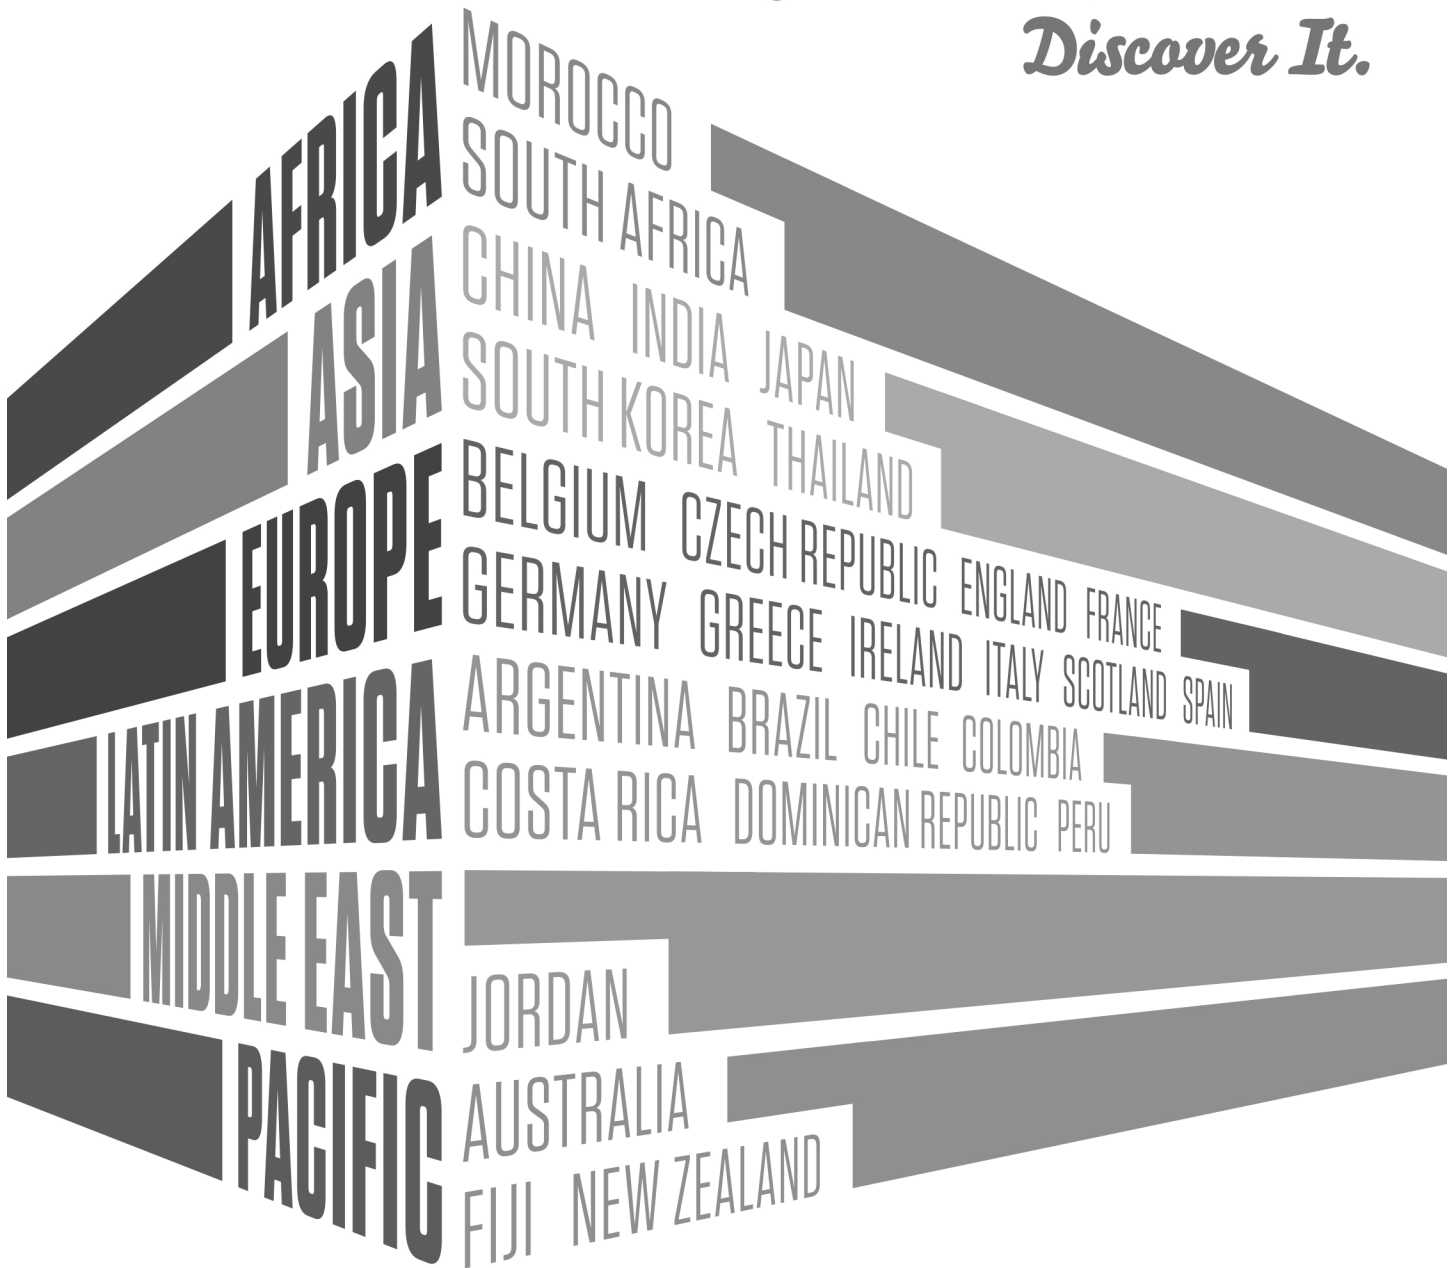 Discover It.
AFRICA
MOROCCO
SOUTH AFRICA
ASIA
CHINA INDIA JAPAN
SOUTH KOREA THAILAND
EUROPE
BELGIUM CZECH REPUBLIC ENGLAND FRANCE
GERMANY GREECE IRELAND ITALY SCOTLAND SPAIN
LATIN AMERICA
ARGENTINA BRAZIL CHILE COLOMBIA
COSTA RICA DOMINICAN REPUBLIC PERU
MIDDLE EAST
JORDAN
PACIFIC
AUSTRALIA
FIJI NEW ZEALAND